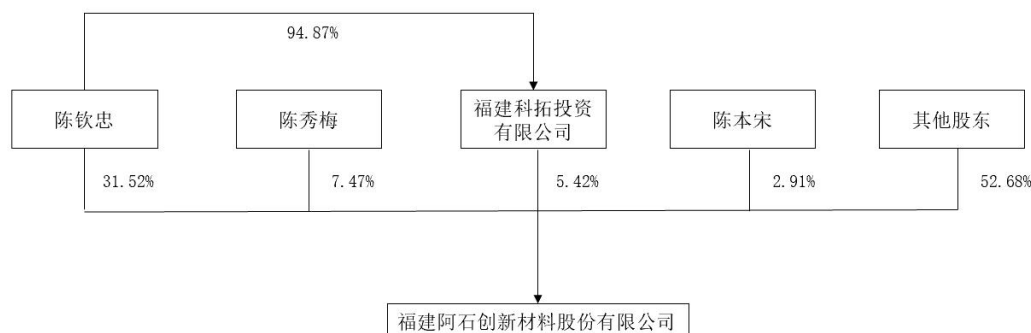 94.87%
陈钦忠
陈秀梅
福建科拓投资
有限公司
陈本宋
其他股东
31.52%
7.47%
5.42%
2.91%
52.68%
福建阿石创新材料股份有限公司